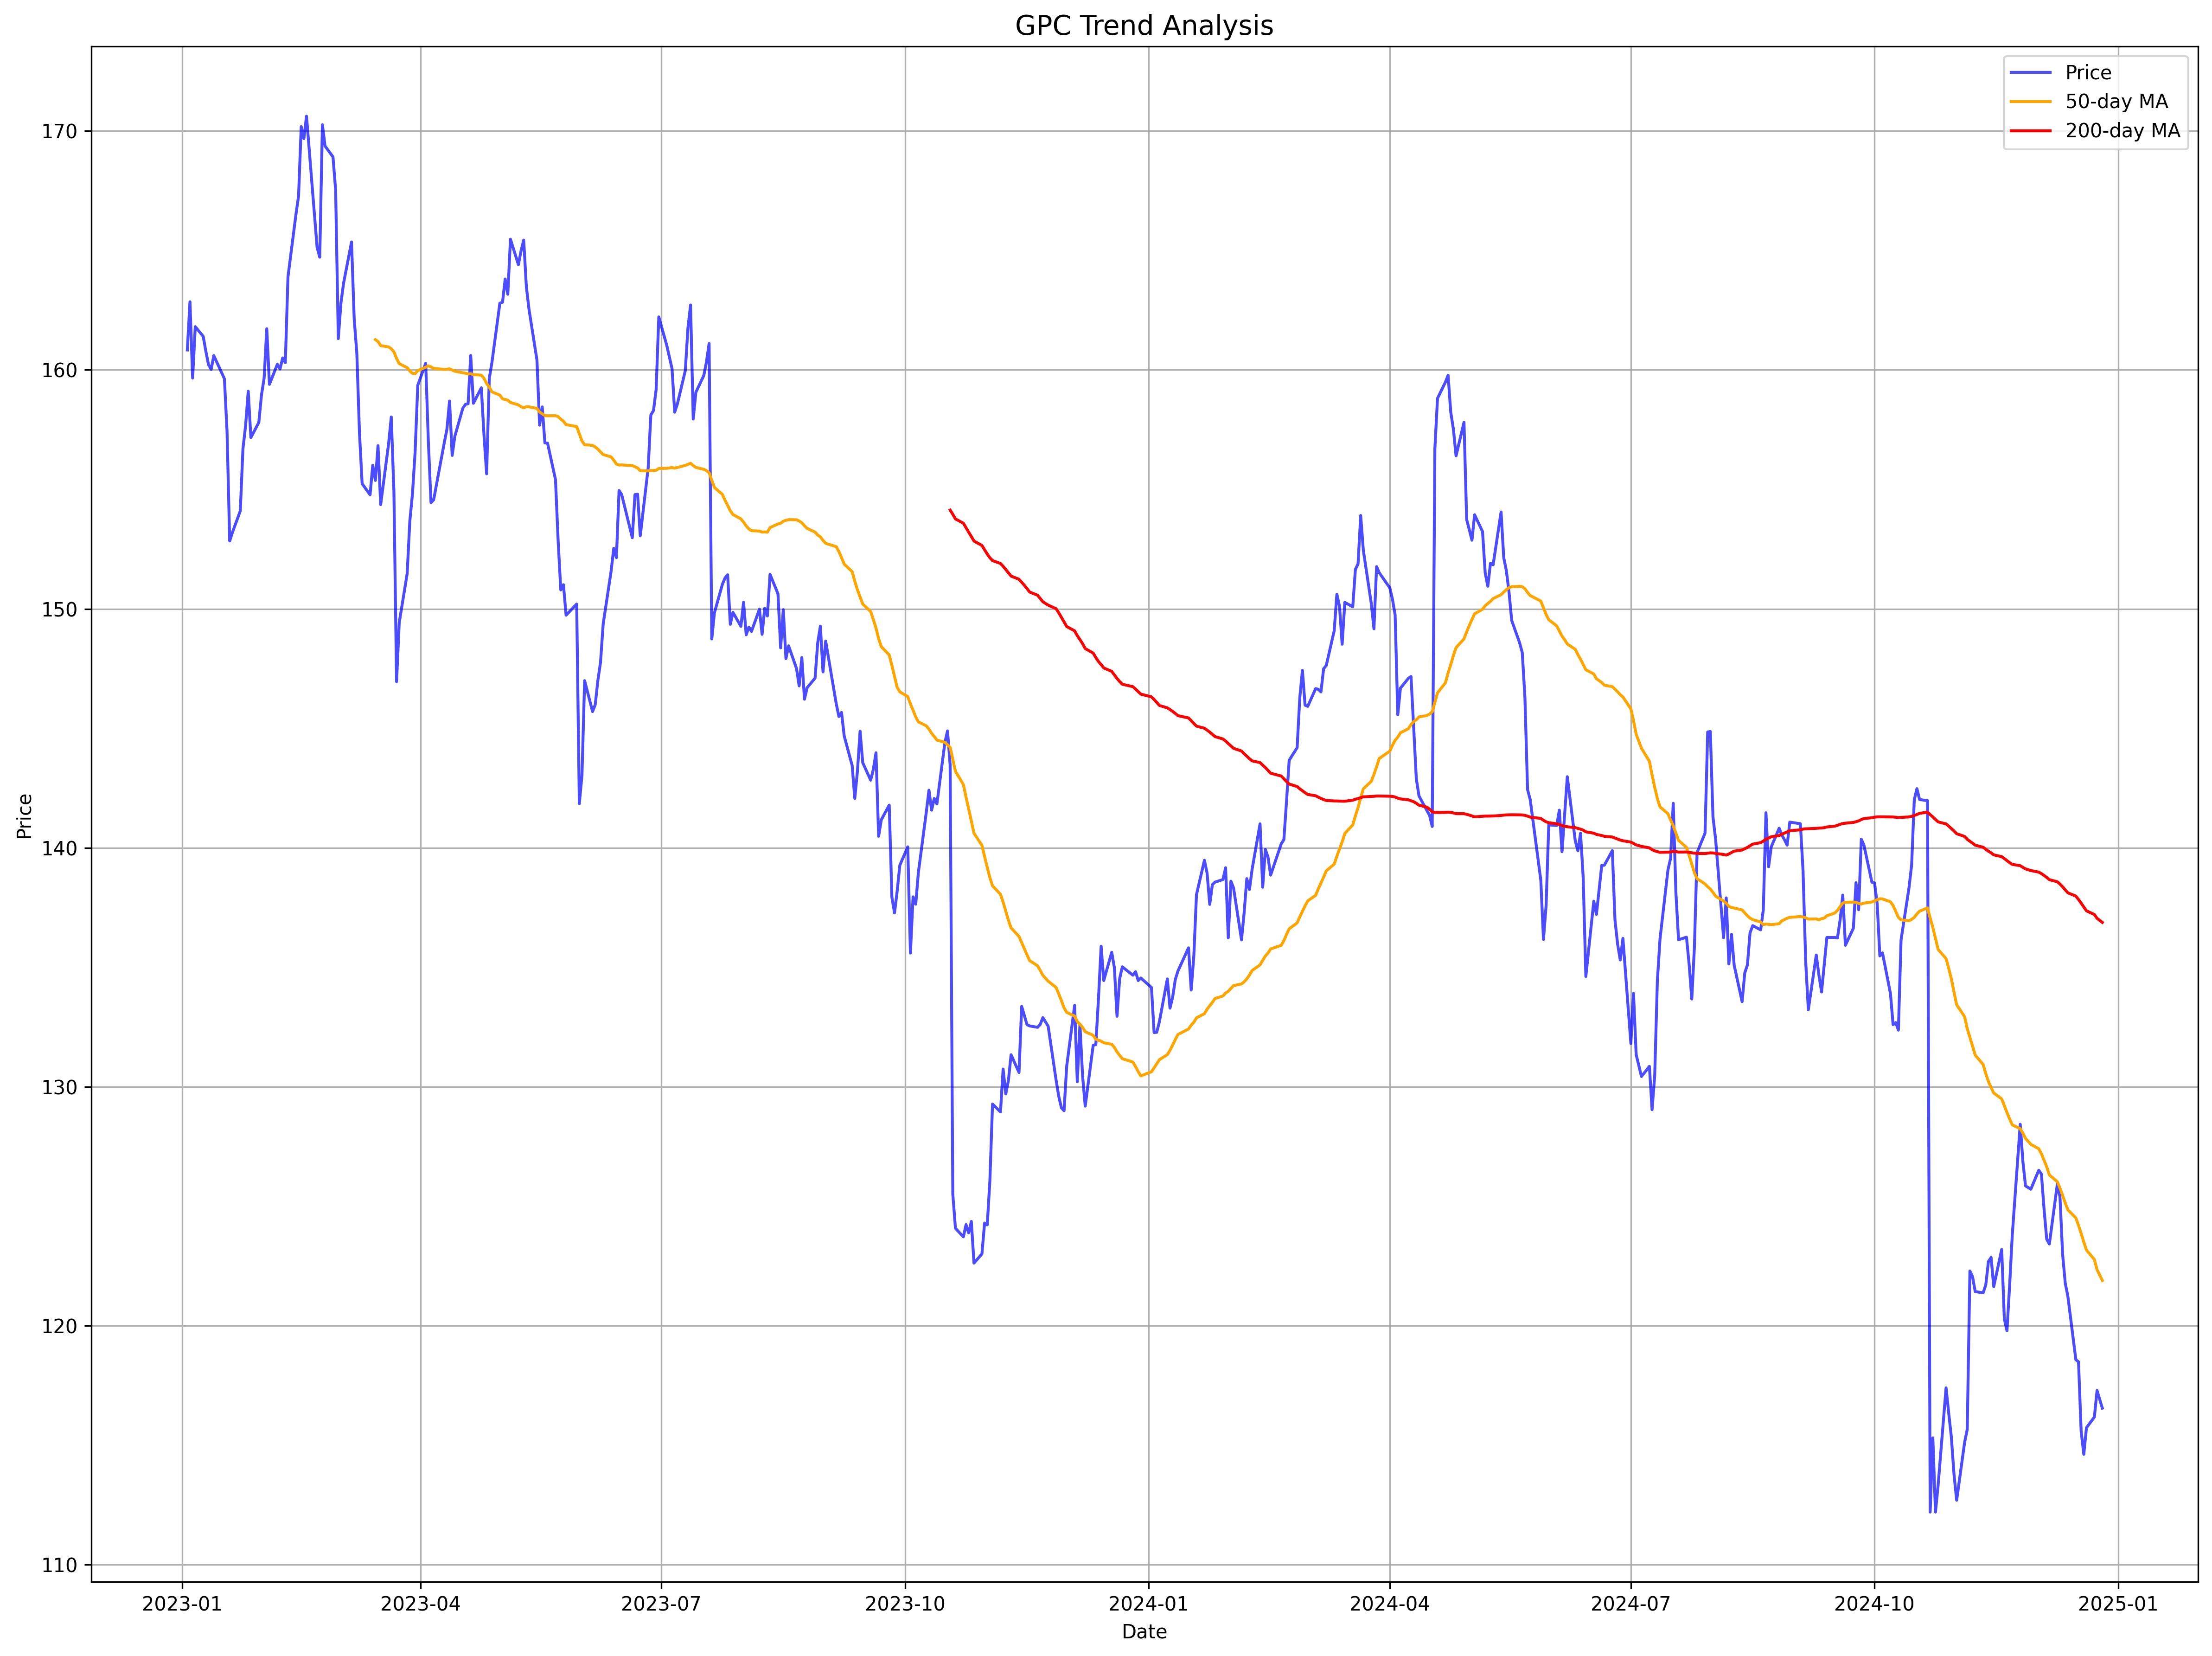 GPC Trend Analysis
Price
50-day MA
200-day MA
170
160
150
140
130
120
110
Price
2023-01
2023-04
2023-07
2023-10
2024-01
2024-04
2024-07
2024-10
2025-01
Date